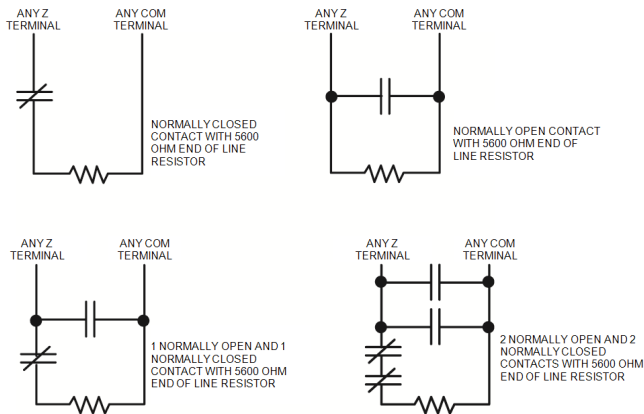 ANY Z
TERMINAL
ANY COM
TERMINAL
NORMALLY CLOSED
CONTACT WITH 5600
OHM END OF LINE
RESISTOR
ANY Z
TERMINAL
ANY COM
TERMINAL
NORMALLY OPEN CONTACT
WITH 5600 OHM END OF
LINE RESISTOR
ANY Z
TERMINAL
ANY COM
TERMINAL
1 NORMALLY OPEN AND 1
NORMALLY CLOSED
CONTACT WITH 5600 OHM
END OF LINE RESISTOR
ANY Z
TERMINAL
ANY COM
TERMINAL
2 NORMALLY OPEN AND 2
NORMALLY CLOSED
CONTACTS WITH 5600 OHM
END OF LINE RESISTOR